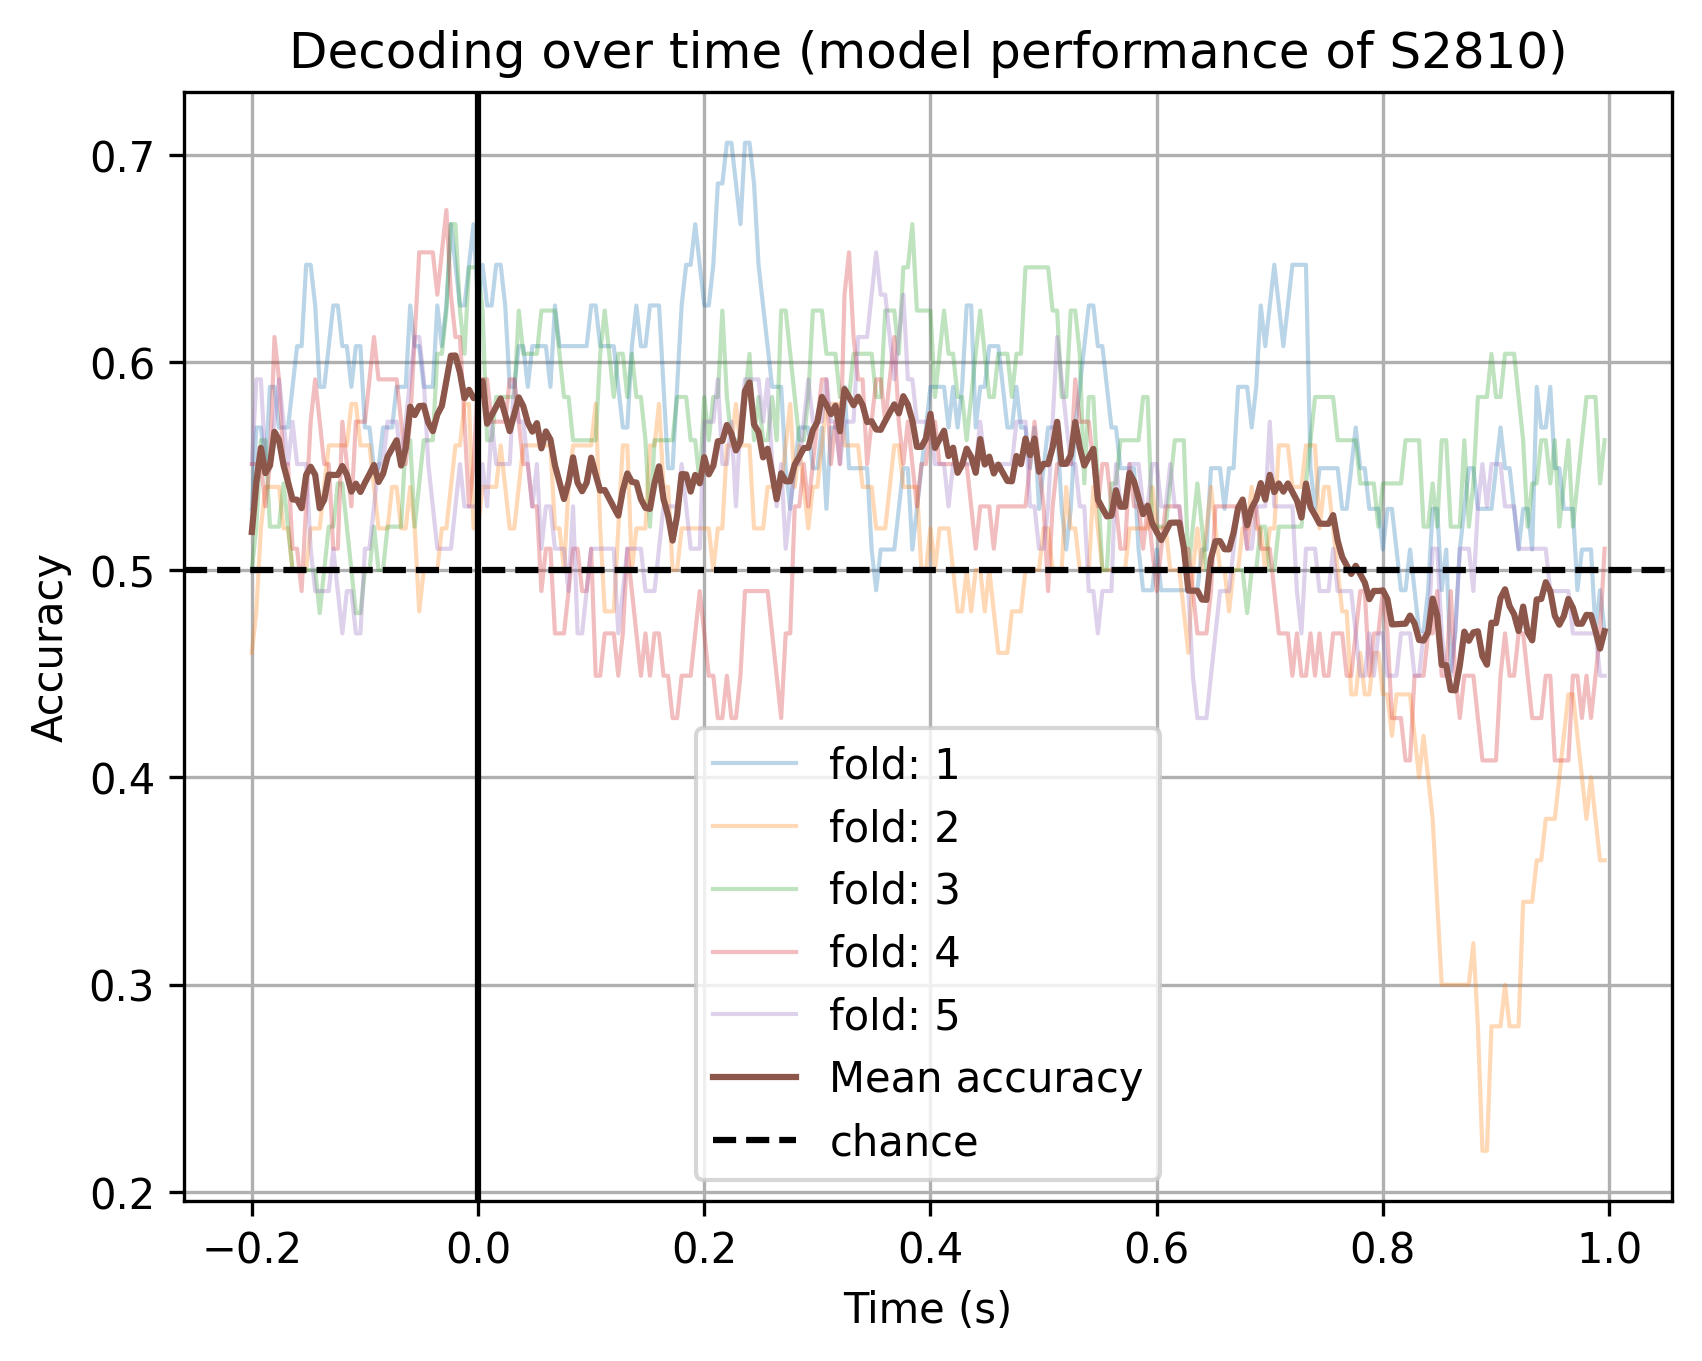 Decoding over time (model performance of S2810)
Accuracy
0.7
0.6
0.5
0.4
0.3
0.2
fold: 1
fold: 2
fold: 3
fold: 4
fold: 5
Mean accuracy
chance
−0.2 0.0 0.2 0.4 0.6 0.8 1.0
Time (s)